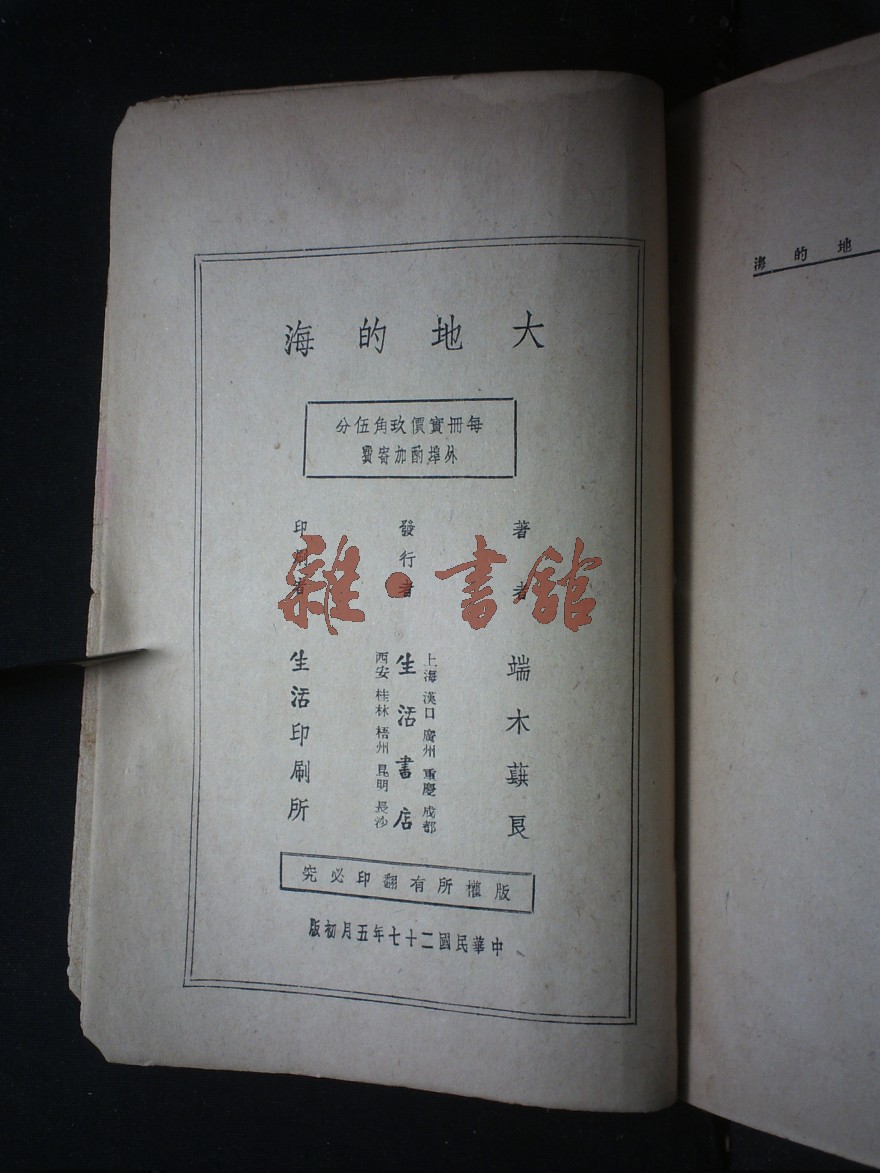 大地的海
每冊實價玖角伍分
外埠酌加寄費
著者
端木蕻良
發行者
上海 漢口 廣州 重慶 成都
生活書店
西安 桂林 梧州 昆明 長沙
印刷者
生活印刷所
版權所有翻印必究
中華民國二十七年五月初版
地的海
雜·書館